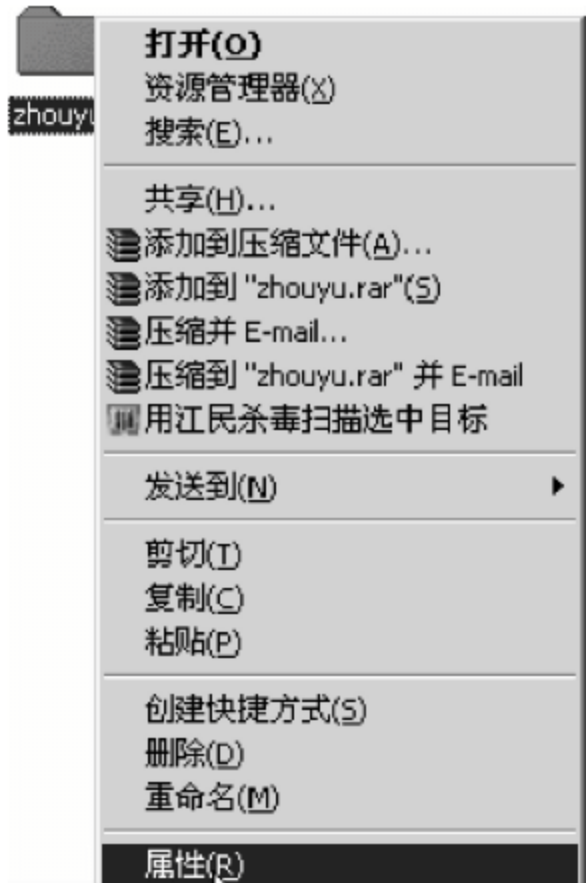 zhouyu
打开(O)
资源管理器(X)
搜索(E)...
共享(H)...
添加到压缩文件(A)...
添加到 "zhouyu.rar"(S)
压缩并 E-mail...
压缩到 "zhouyu.rar" 并 E-mail
用江民杀毒扫描选中目标
发送到(N)
剪切(T)
复制(C)
粘贴(P)
创建快捷方式(S)
删除(D)
重命名(M)
属性(R)